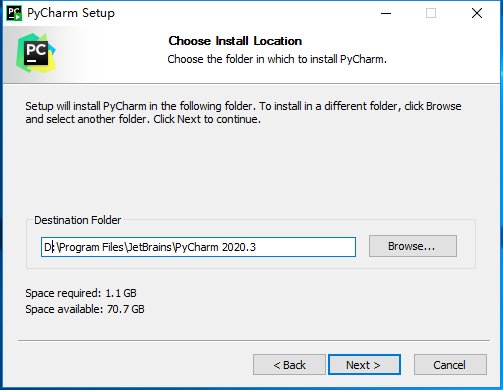 PyCharm Setup
PC
Choose Install Location
Choose the folder in which to install PyCharm.
Setup will install PyCharm in the following folder. To install in a different folder, click Browse
and select another folder. Click Next to continue.
Destination Folder
D:\Program Files\JetBrains\PyCharm 2020.3
Browse...
Space required: 1.1 GB
Space available: 70.7 GB
< Back
Next >
Cancel